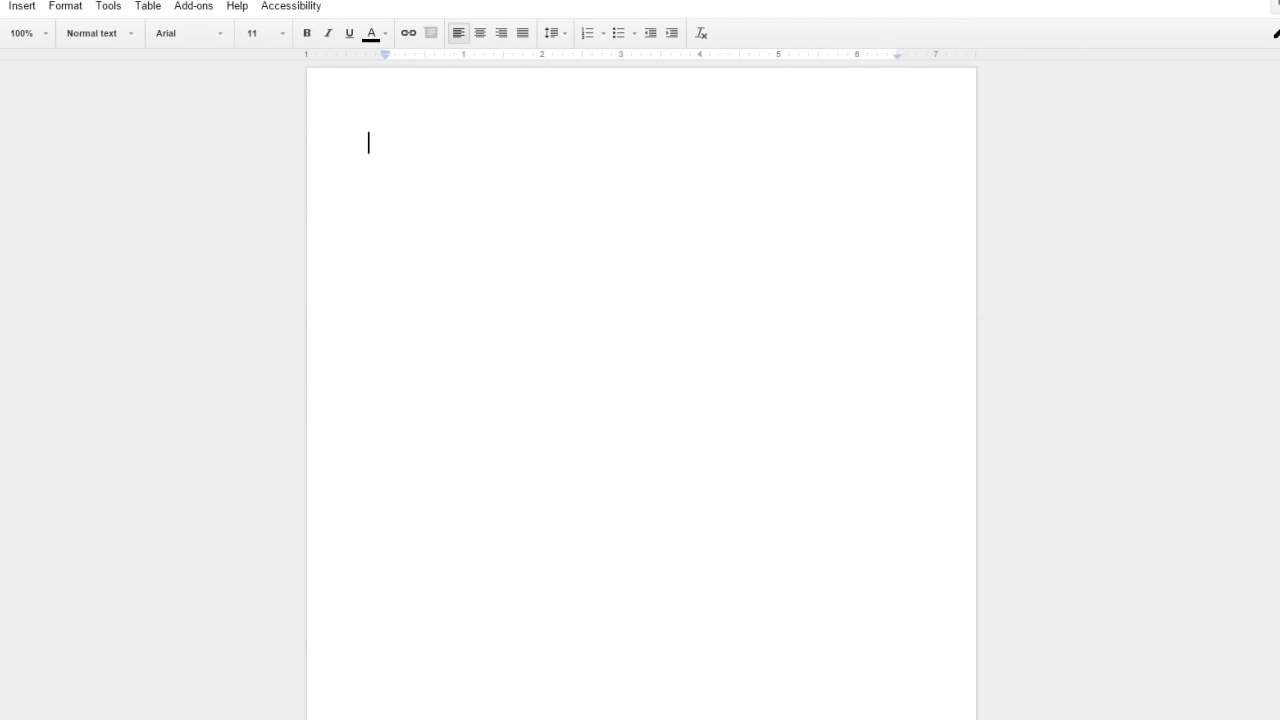 Insert Format Tools Table Add-ons Help Accessibility
100% Normal text Arial 11 B I U A
1 1 2 3 4 5 6 7